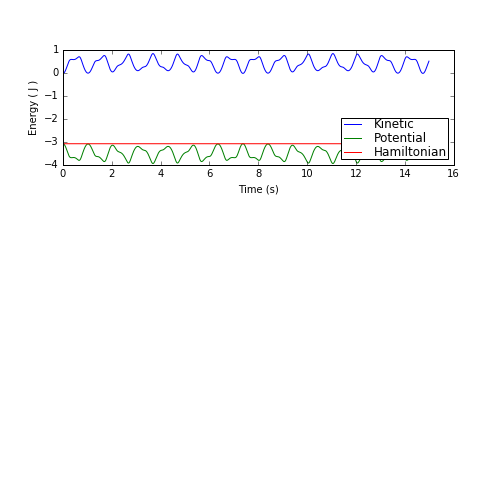 1
0
−1
−2
−3
−4
Energy ( J )
Kinetic
Potential
Hamiltonian
0 2 4 6 8 10 12 14 16
Time (s)